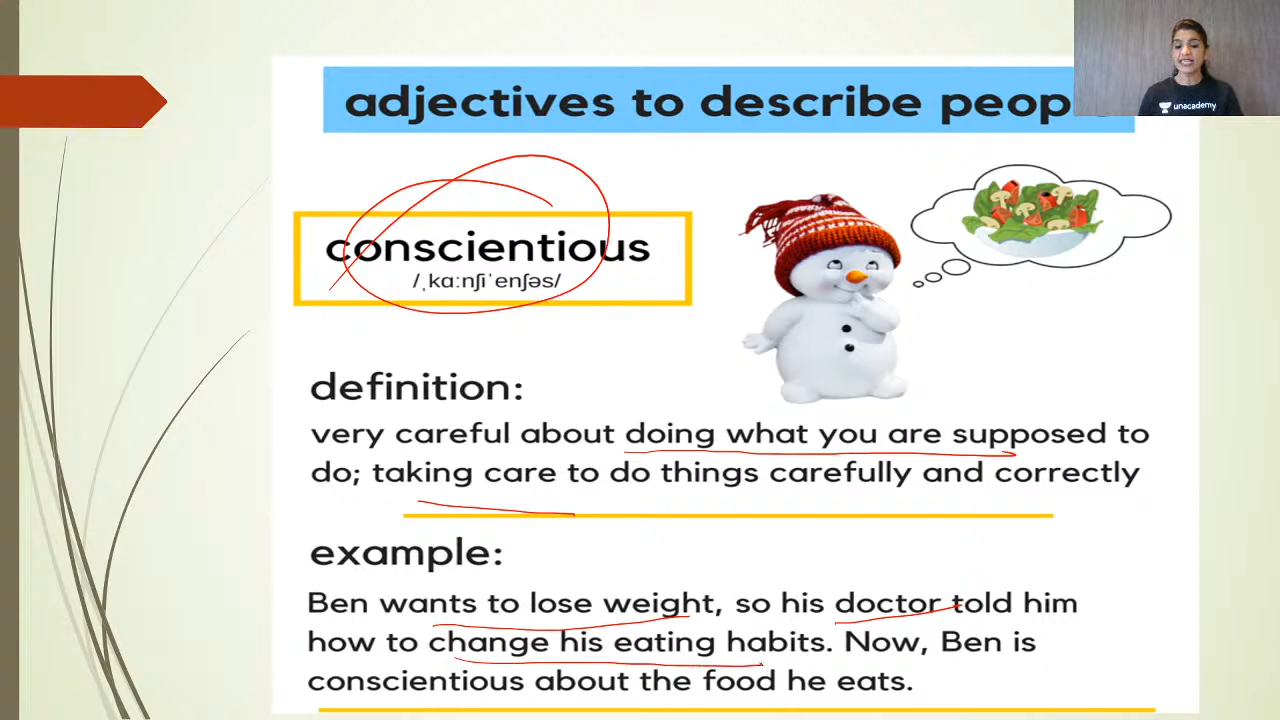 adjectives to describe peop
unacademy
conscientious
/ˌkɑːnʃiˈenʃəs/
definition:
very careful about doing what you are supposed to
do; taking care to do things carefully and correctly
example:
Ben wants to lose weight, so his doctor told him
how to change his eating habits. Now, Ben is
conscientious about the food he eats.